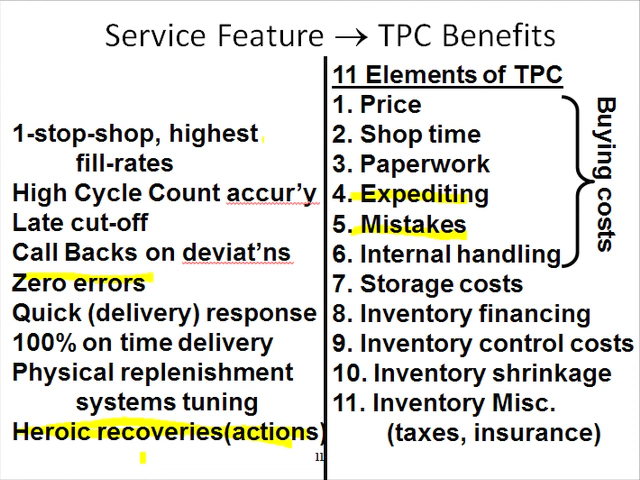 Service Feature → TPC Benefits
1-stop-shop, highest
fill-rates
High Cycle Count accur'y
Late cut-off
Call Backs on deviat'ns
Zero errors
Quick (delivery) response
100% on time delivery
Physical replenishment
systems tuning
Heroic recoveries(actions)
11 Elements of TPC
1. Price
2. Shop time
3. Paperwork
4. Expediting
5. Mistakes
6. Internal handling
7. Storage costs
8. Inventory financing
9. Inventory control costs
10. Inventory shrinkage
11. Inventory Misc.
(taxes, insurance)
Buying costs
11